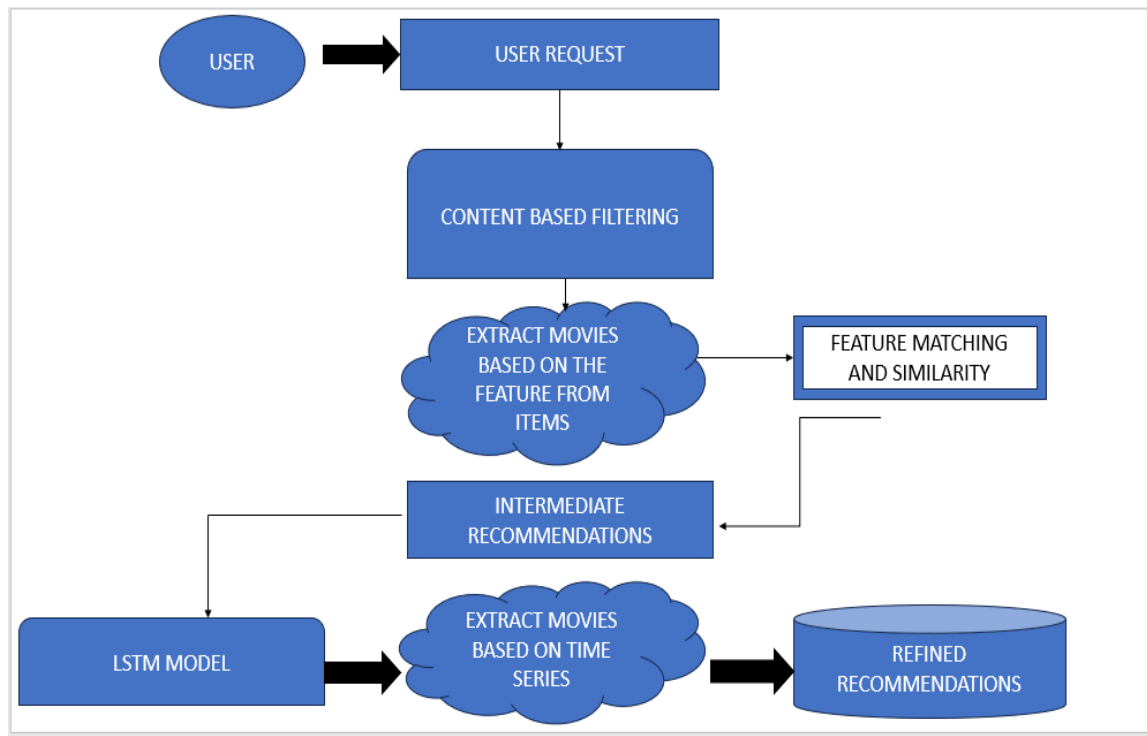 USER
USER REQUEST
CONTENT BASED FILTERING
EXTRACT MOVIES
BASED ON THE
FEATURE FROM
ITEMS
FEATURE MATCHING
AND SIMILARITY
INTERMEDIATE
RECOMMENDATIONS
LSTM MODEL
EXTRACT MOVIES
BASED ON TIME
SERIES
REFINED
RECOMMENDATIONS